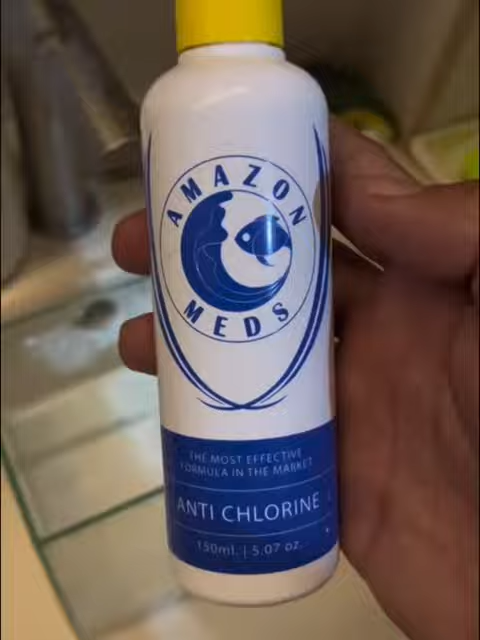 AMAZON
MEDS
THE MOST EFFECTIVE
FORMULA IN THE MARKET
ANTI CHLORINE
150ml. | 5.07 oz.